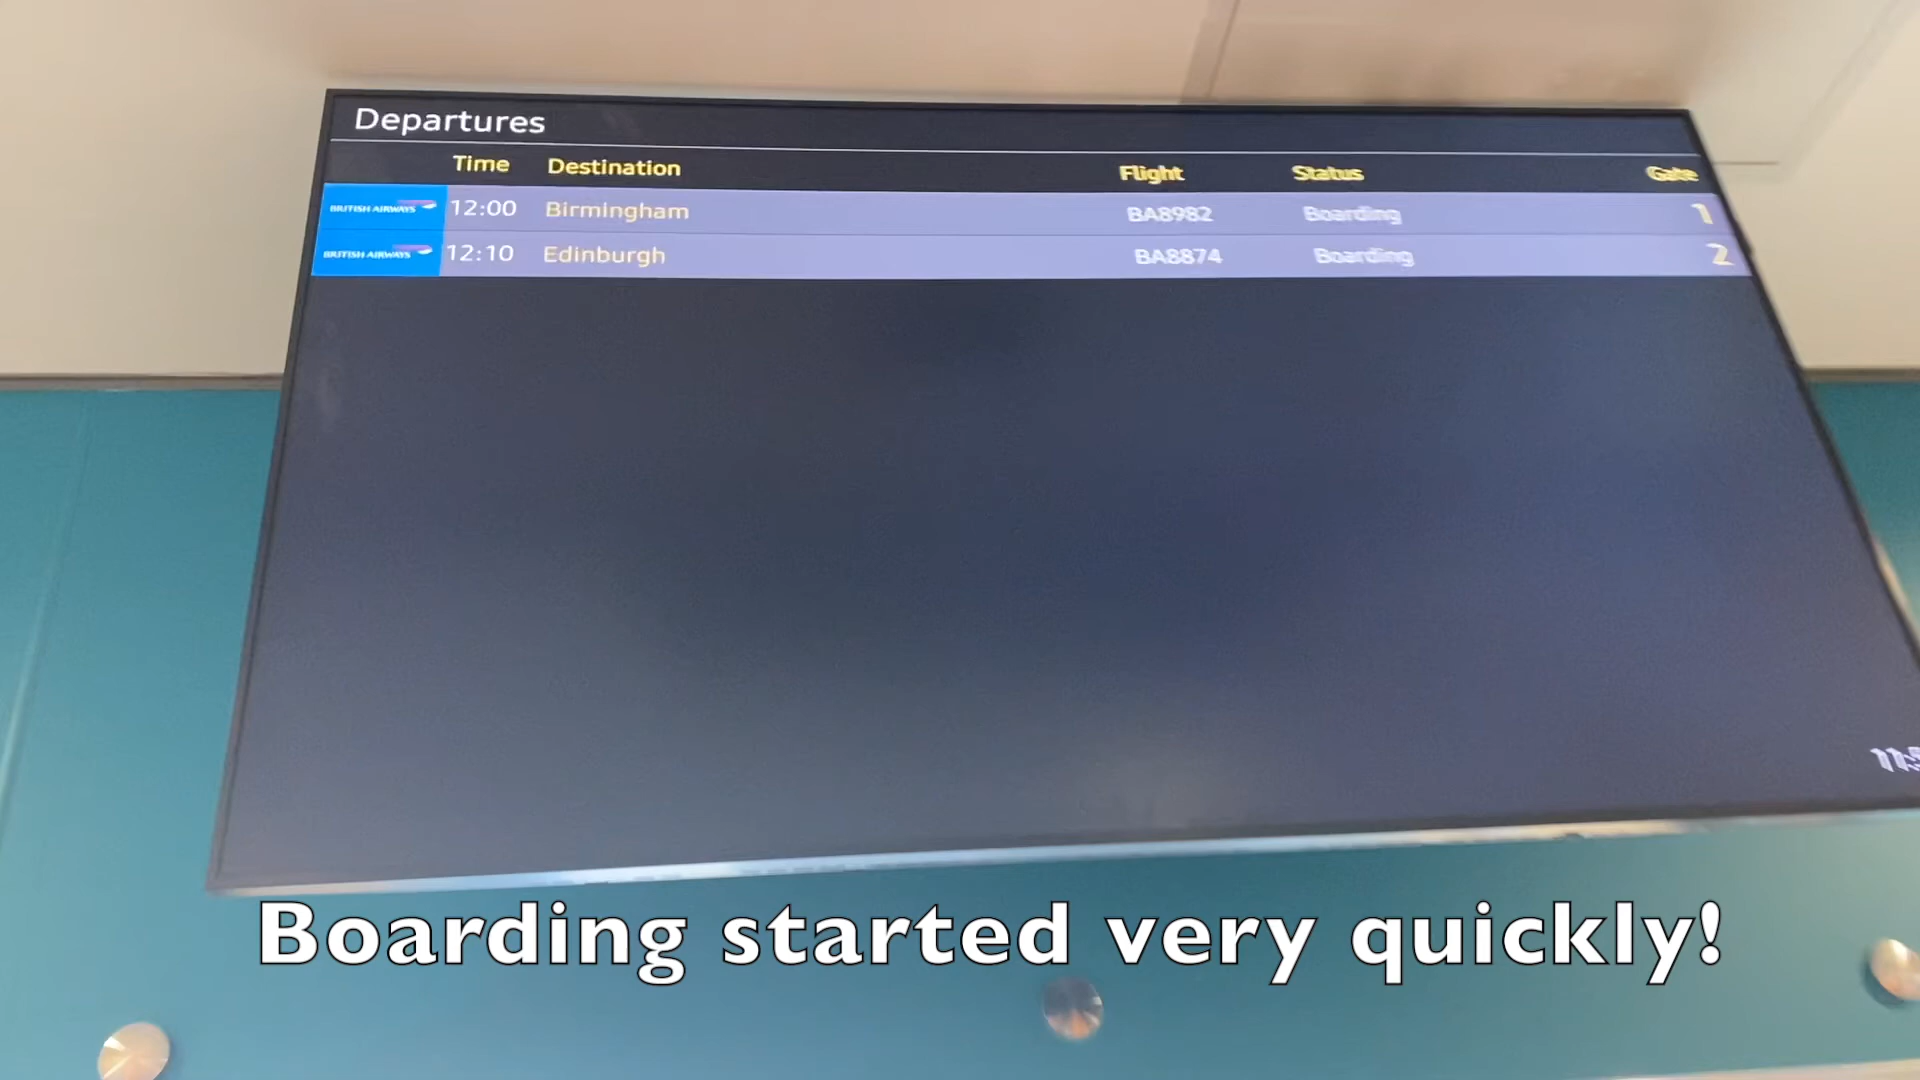 Departures
Time Destination Flight Status Gate
BRITISH AIRWAYS 12:00 Birmingham BA8982 Boarding 1
BRITISH AIRWAYS 12:10 Edinburgh BA8874 Boarding 2
Boarding started very quickly!